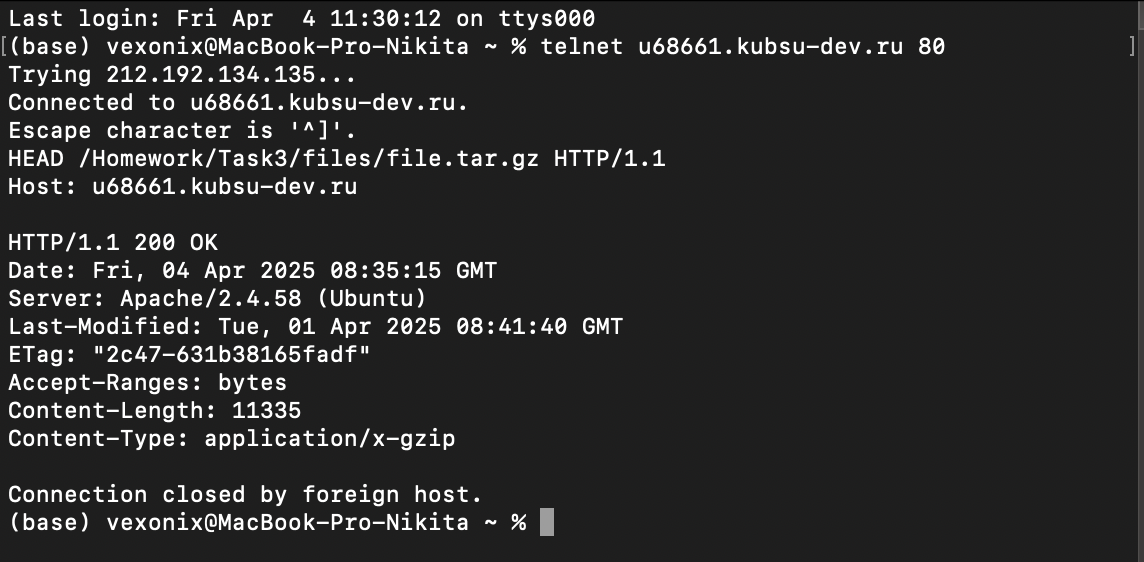 Last login: Fri Apr  4 11:30:12 on ttys000
[(base) vexonix@MacBook-Pro-Nikita ~ % telnet u68661.kubsu-dev.ru 80 ]
Trying 212.192.134.135...
Connected to u68661.kubsu-dev.ru.
Escape character is '^]'.
HEAD /Homework/Task3/files/file.tar.gz HTTP/1.1
Host: u68661.kubsu-dev.ru

HTTP/1.1 200 OK
Date: Fri, 04 Apr 2025 08:35:15 GMT
Server: Apache/2.4.58 (Ubuntu)
Last-Modified: Tue, 01 Apr 2025 08:41:40 GMT
ETag: "2c47-631b38165fadf"
Accept-Ranges: bytes
Content-Length: 11335
Content-Type: application/x-gzip

Connection closed by foreign host.
(base) vexonix@MacBook-Pro-Nikita ~ %